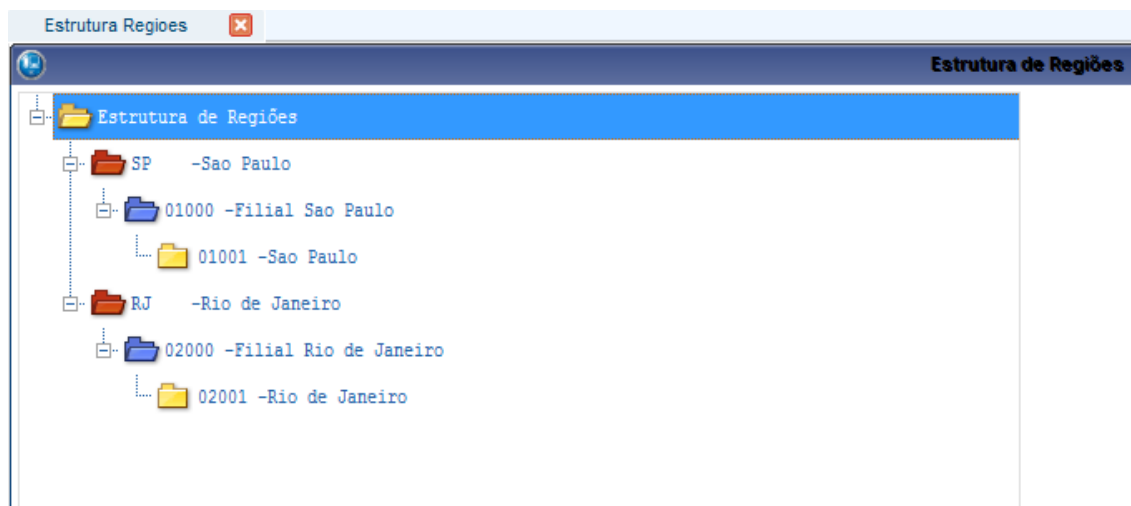 Estrutura Regioes
Estrutura de Regiões
Estrutura de Regiões
SP -Sao Paulo
01000 -Filial Sao Paulo
01001 -Sao Paulo
RJ -Rio de Janeiro
02000 -Filial Rio de Janeiro
02001 -Rio de Janeiro